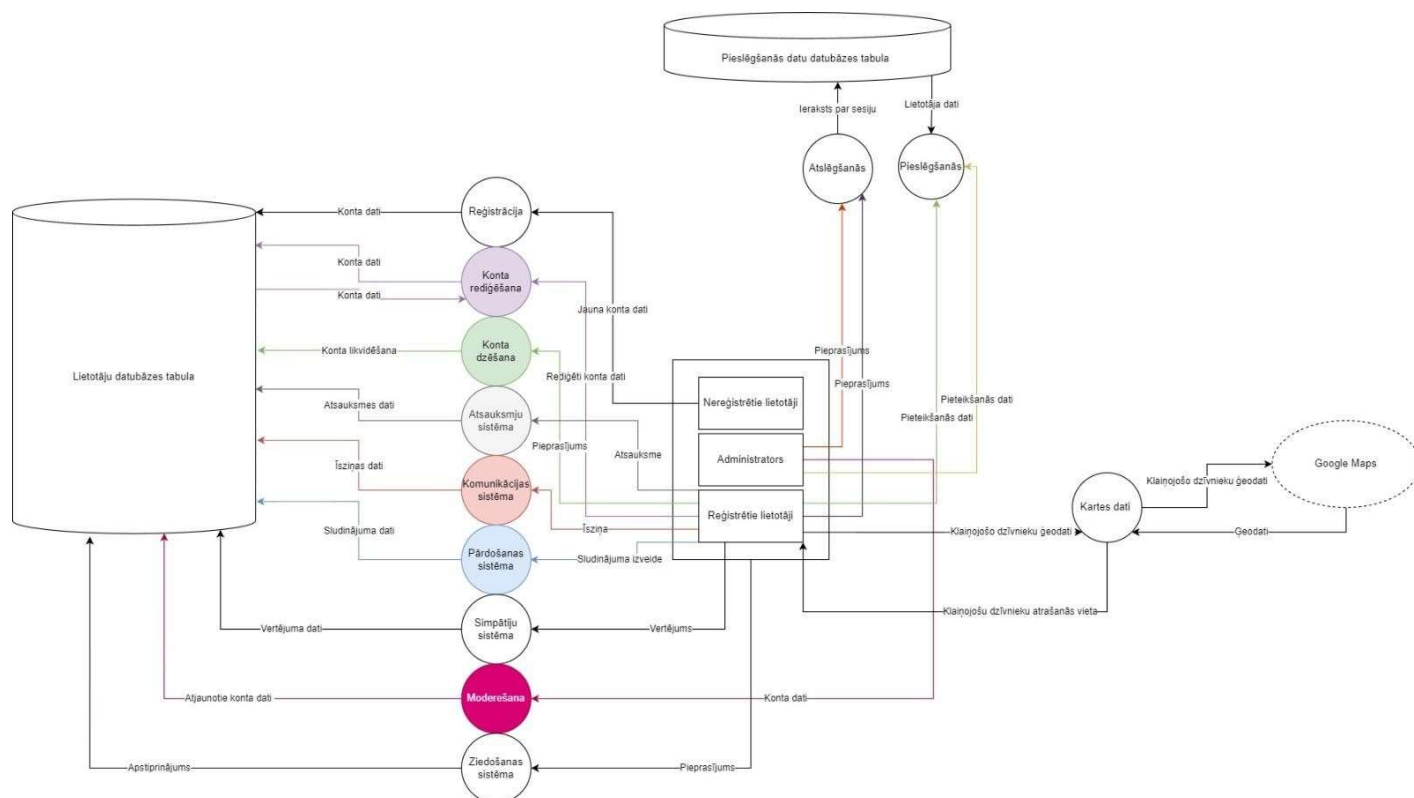 Pieslēgšanās datu datubāzes tabula
Ieraksts par sesiju
Lietotāja dati
Atslēgšanās
Pieslēgšanās
Konta dati
Reģistrācija
Konta dati
Konta
rediģēšana
Konta dati
Jauna konta dati
Konta likvidēšana
Konta
dzēšana
Pieprasījums
Rediģēti konta dati
Pieprasījums
Lietotāju datubāzes tabula
Nereģistrētie lietotāji
Pieteikšanās dati
Atsauksmes dati
Atsauksmju
sistēma
Pieteikšanās dati
Pieprasījums
Atsauksme
Administrators
Īsziņas dati
Komunikācijas
sistēma
Google Maps
Klaiņojošo dzīvnieku ģeodati
Reģistrētie lietotāji
Kartes dati
Īsziņa
Sludinājuma dati
Klaiņojošo dzīvnieku ģeodati
Ģeodati
Pārdošanas
sistēma
Sludinājuma izveide
Klaiņojošu dzīvnieku atrašanās vieta
Vertējuma dati
Simpātiju
sistēma
Vertējums
Atjaunotie konta dati
Moderešana
Konta dati
Apstiprinājums
Ziedošanas
sistēma
Pieprasījums